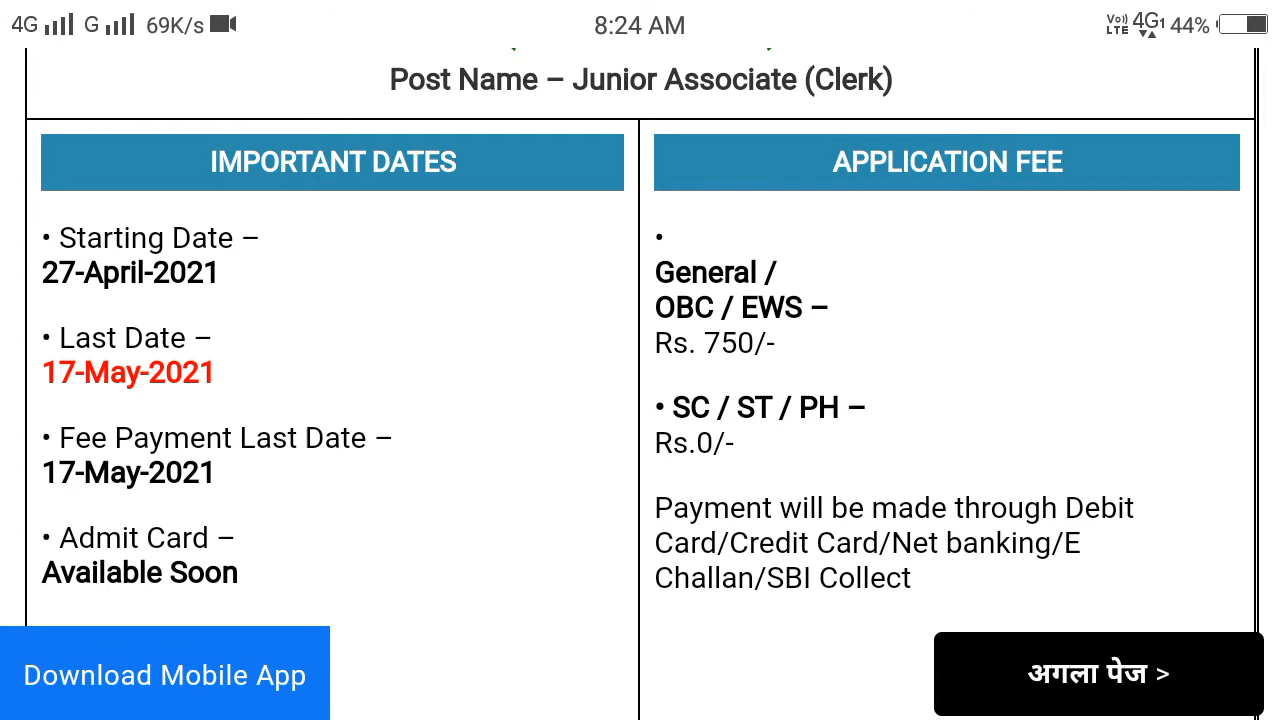 4G G 69K/s 8:24 AM Vo) LTE 4G1 44%
Post Name – Junior Associate (Clerk)
IMPORTANT DATES
• Starting Date –
27-April-2021
• Last Date –
17-May-2021
• Fee Payment Last Date –
17-May-2021
• Admit Card –
Available Soon
APPLICATION FEE
•
General /
OBC / EWS –
Rs. 750/-
• SC / ST / PH –
Rs.0/-
Payment will be made through Debit
Card/Credit Card/Net banking/E
Challan/SBI Collect
Download Mobile App
अगला पेज >